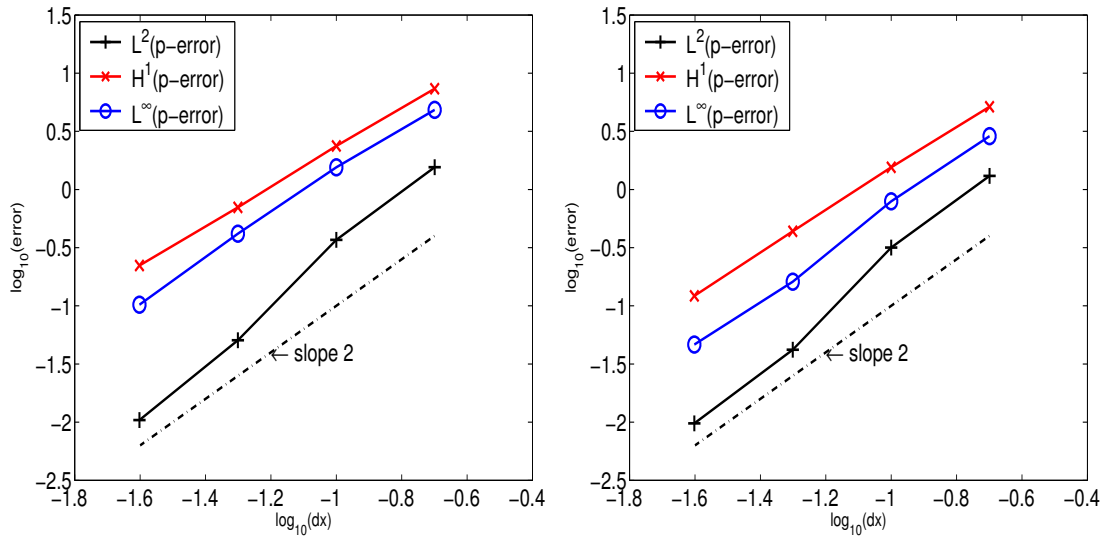 1.5
1
0.5
0
−0.5
−1
−1.5
−2
−2.5
log10(error)
L2(p−error)
H1(p−error)
L∞(p−error)
← slope 2
−1.8 −1.6 −1.4 −1.2 −1 −0.8 −0.6 −0.4
log10(dx)
1.5
1
0.5
0
−0.5
−1
−1.5
−2
−2.5
log10(error)
L2(p−error)
H1(p−error)
L∞(p−error)
← slope 2
−1.8 −1.6 −1.4 −1.2 −1 −0.8 −0.6 −0.4
log10(dx)